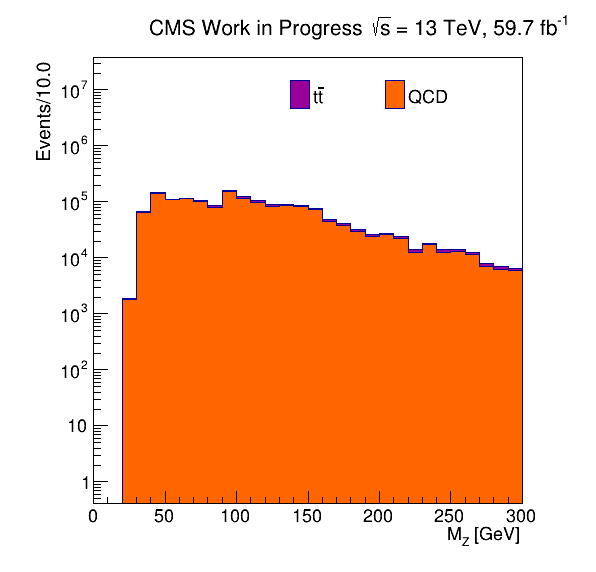 CMS Work in Progress √s = 13 TeV, 59.7 fb⁻¹
Events/10.0
tt̄
QCD
10⁷
10⁶
10⁵
10⁴
10³
10²
10
1
0 50 100 150 200 250 300
M_Z [GeV]